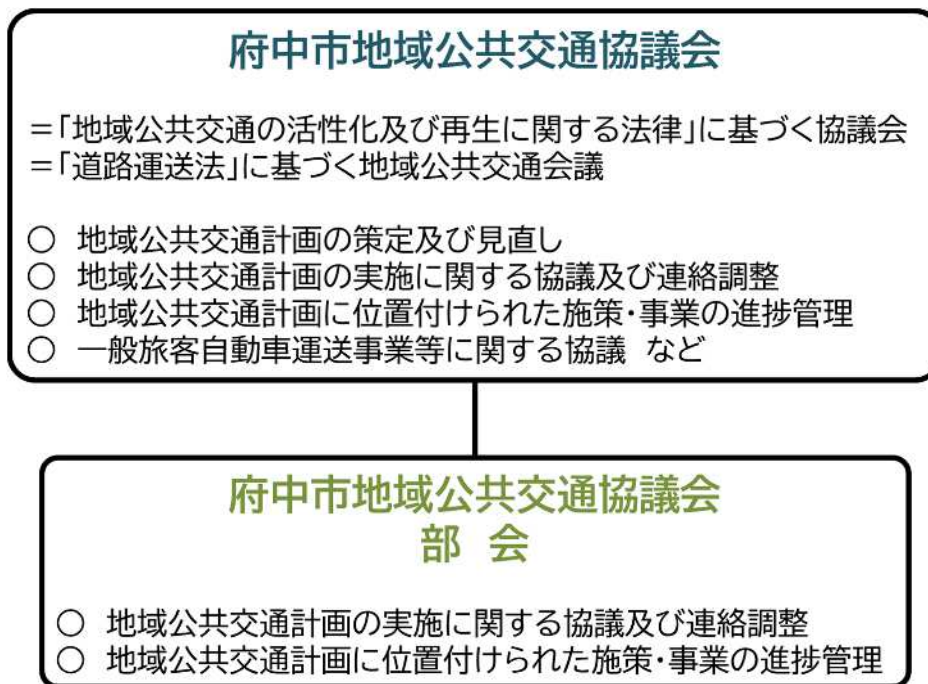 府中市地域公共交通協議会
=「地域公共交通の活性化及び再生に関する法律」に基づく協議会
=「道路運送法」に基づく地域公共交通会議
○ 地域公共交通計画の策定及び見直し
○ 地域公共交通計画の実施に関する協議及び連絡調整
○ 地域公共交通計画に位置付けられた施策・事業の進捗管理
○ 一般旅客自動車運送事業等に関する協議 など
府中市地域公共交通協議会
部 会
○ 地域公共交通計画の実施に関する協議及び連絡調整
○ 地域公共交通計画に位置付けられた施策・事業の進捗管理